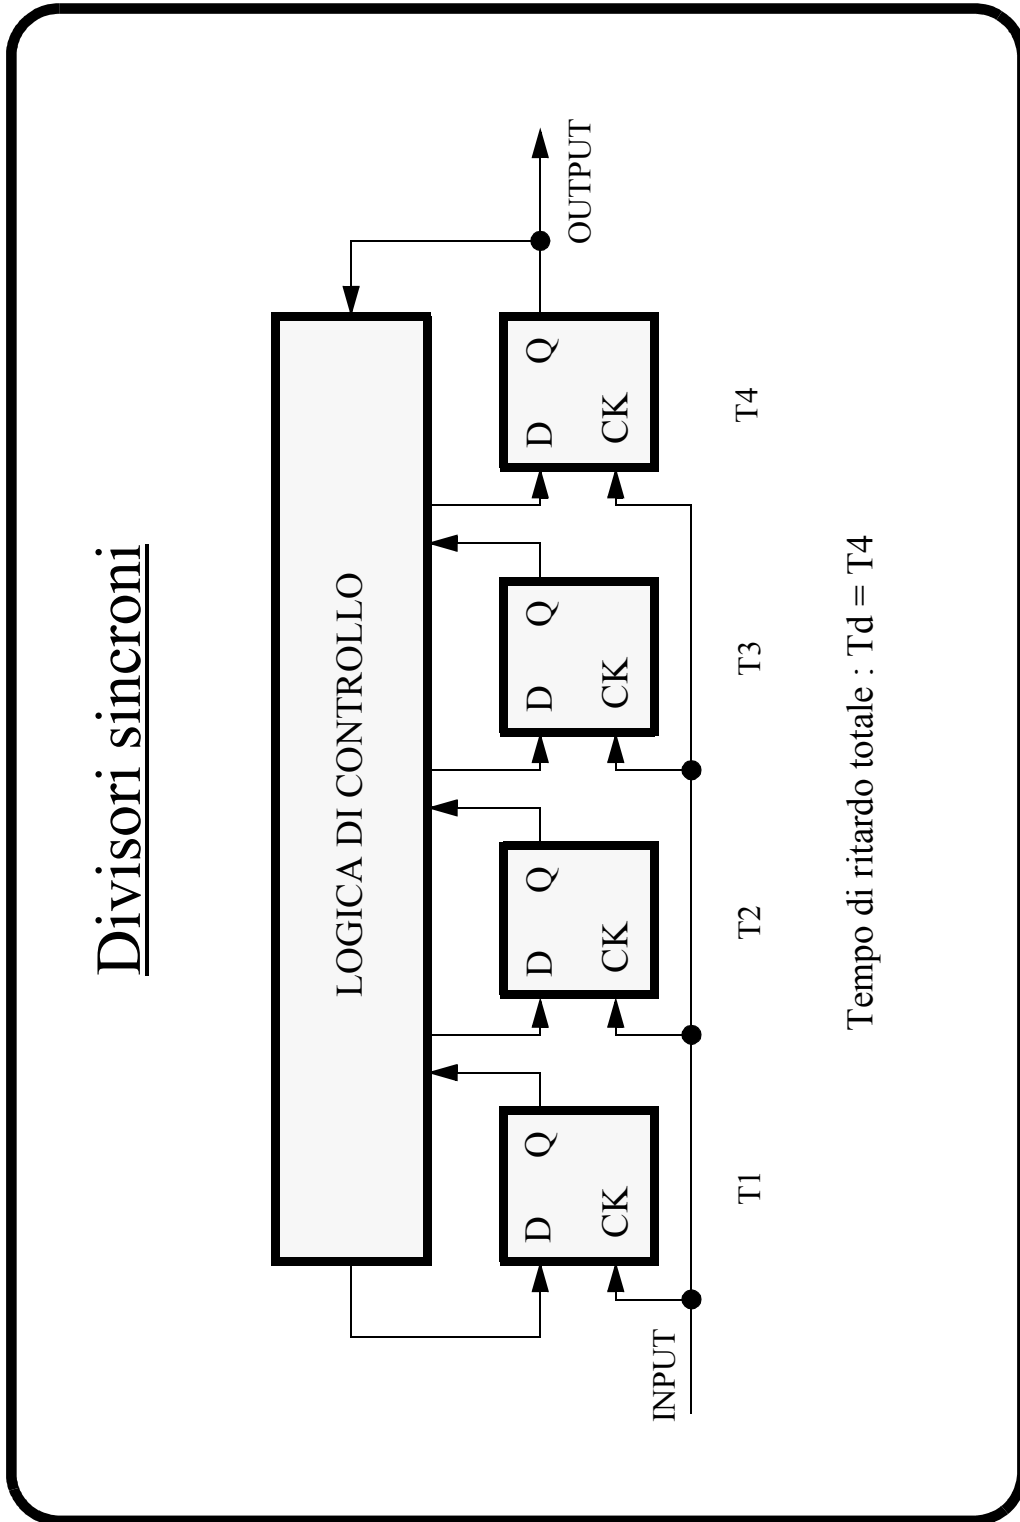 Divisori sincroni
LOGICA DI CONTROLLO
D Q
CK
D Q
CK
D Q
CK
D Q
CK
OUTPUT
INPUT
T1 T2 T3 T4
Tempo di ritardo totale : Td = T4